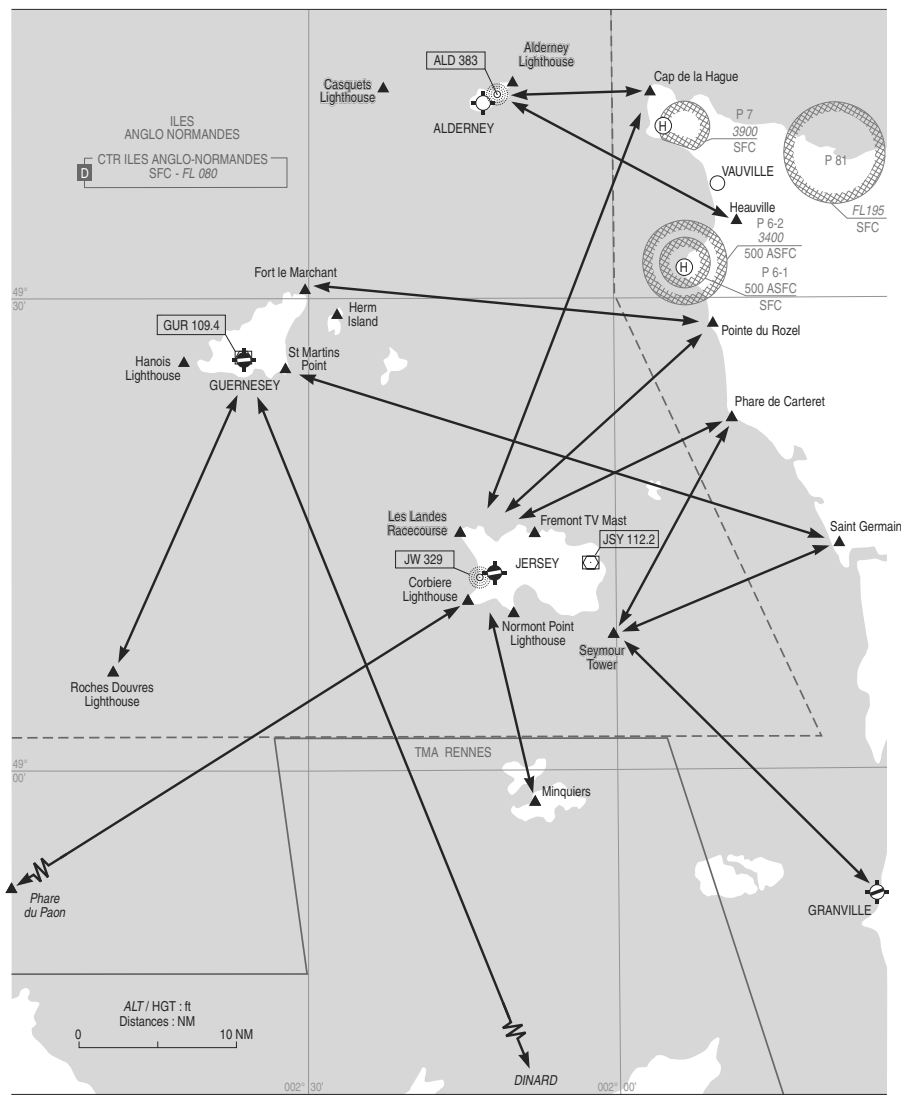 Alderney
Lighthouse
ALD 383
Cap de la Hague
Casquets
Lighthouse
ALDERNEY
H
P 7
3900
SFC
ILES
ANGLO NORMANDES
CTR ILES ANGLO-NORMANDES
D
SFC - FL 080
P 81
VAUVILLE
Heauville
FL195
SFC
P 6-2
3400
500 ASFC
H
P 6-1
500 ASFC
SFC
Fort le Marchant
49°
30'
Herm
Island
GUR 109.4
Pointe du Rozel
St Martins
Point
Hanois
Lighthouse
GUERNESEY
Phare de Carteret
Les Landes
Racecourse
Fremont TV Mast
Saint Germain
JSY 112.2
JW 329
JERSEY
Corbiere
Lighthouse
Normont Point
Lighthouse
Seymour
Tower
Roches Douvres
Lighthouse
TMA RENNES
49°
00'
Minquiers
Phare
du Paon
GRANVILLE
ALT / HGT : ft
Distances : NM
0
10 NM
DINARD
002° 30'
002° 00'